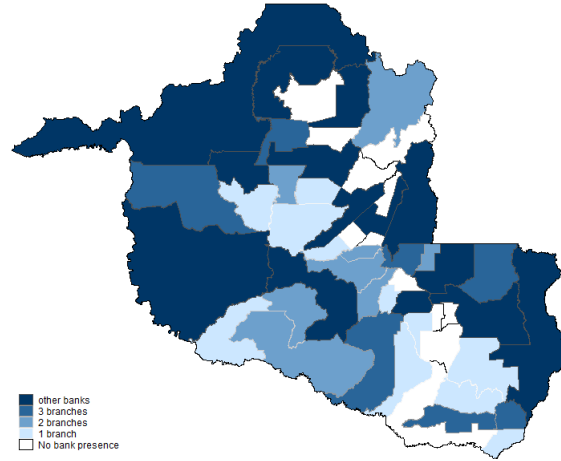 other banks
3 branches
2 branches
1 branch
No bank presence